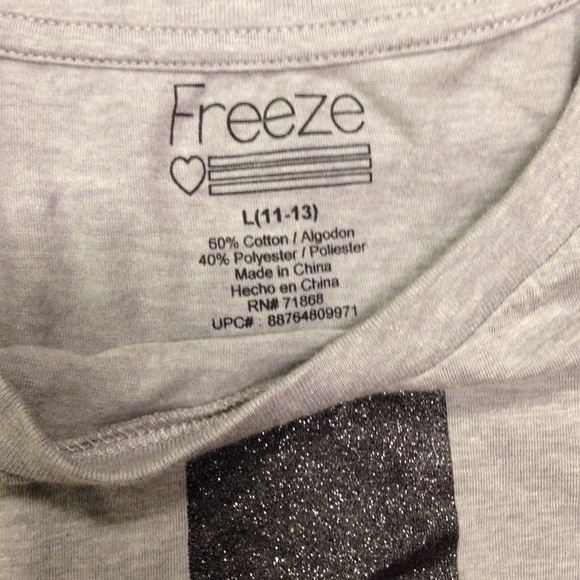 Freeze
L(11-13)
60% Cotton / Algodon
40% Polyester / Poliester
Made in China
Hecho en China
RN# 71868
UPC# : 88764809971